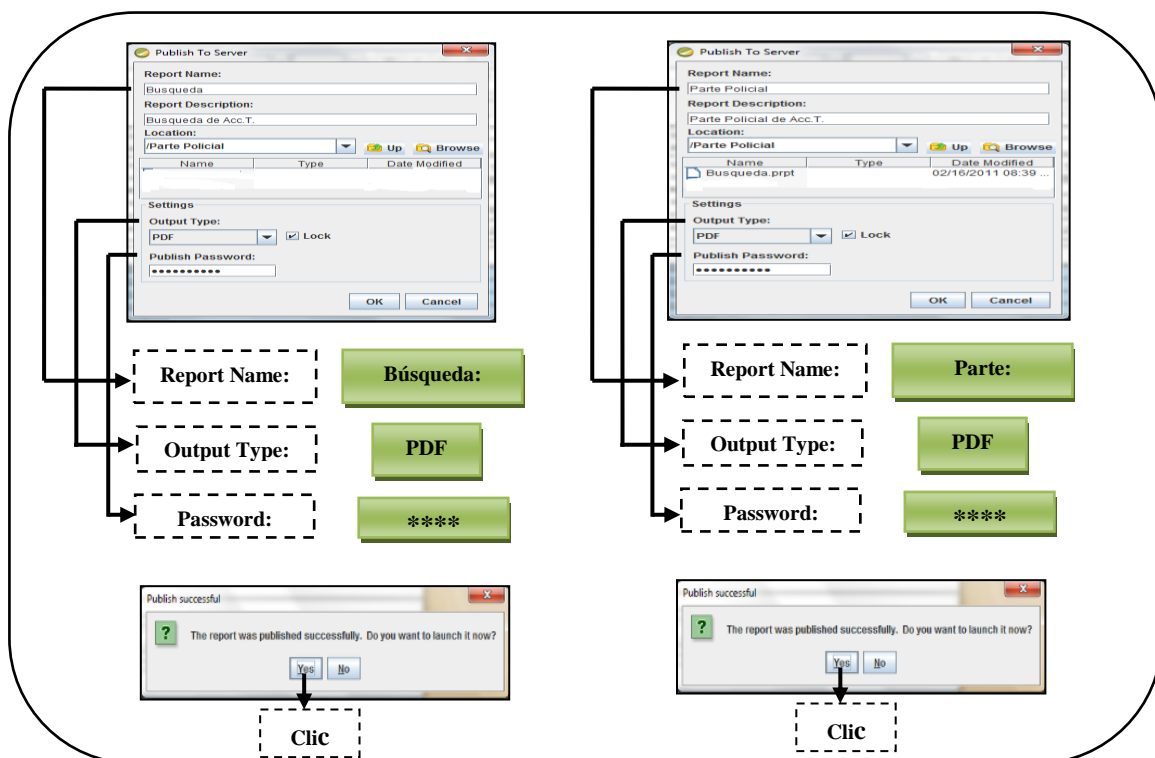 Publish To Server
Report Name:
Busqueda
Report Description:
Busqueda de Acc.T.
Location:
/Parte Policial
Up
Browse
Name Type Date Modified
Settings
Output Type:
PDF
Lock
Publish Password:
••••••••••
OK
Cancel
Report Name:
Búsqueda:
Output Type:
PDF
Password:
****
Publish successful
The report was published successfully. Do you want to launch it now?
Yes
No
Clic
Publish To Server
Report Name:
Parte Policial
Report Description:
Parte Policial de Acc.T.
Location:
/Parte Policial
Up
Browse
Name Type Date Modified
Busqueda.prpt 02/16/2011 08:39 ...
Settings
Output Type:
PDF
Lock
Publish Password:
••••••••••
OK
Cancel
Report Name:
Parte:
Output Type:
PDF
Password:
****
Publish successful
The report was published successfully. Do you want to launch it now?
Yes
No
Clic